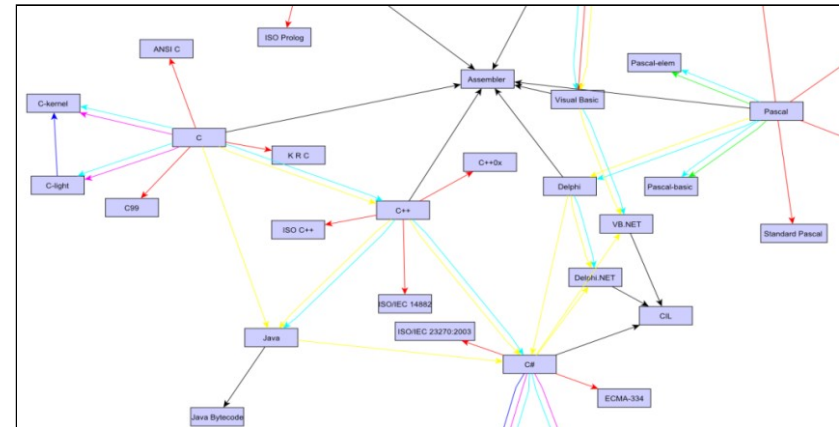 ISO Prolog
ANSI C
Pascal-elem
Assembler
Visual Basic
C-kernel
Pascal
C
K R C
C++0x
C-light
Delphi
Pascal-basic
C99
C++
VB.NET
ISO C++
Standard Pascal
Delphi.NET
ISO/IEC 14882
CIL
ISO/IEC 23270:2003
Java
C#
ECMA-334
Java Bytecode